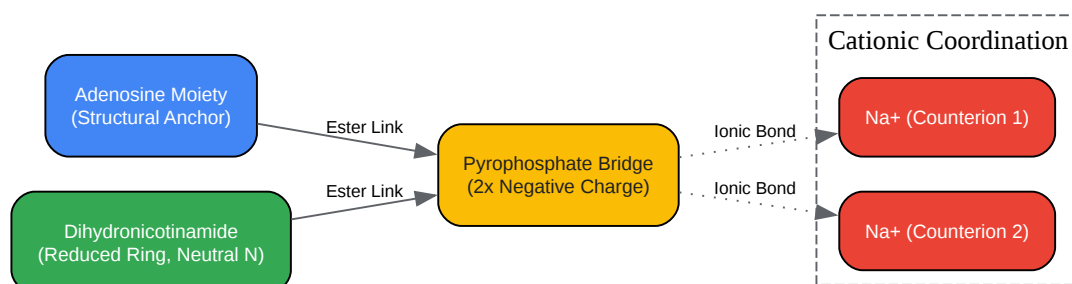 Cationic Coordination
Adenosine Moiety
(Structural Anchor)
Ester Link
Dihydronicotinamide
(Reduced Ring, Neutral N)
Ester Link
Pyrophosphate Bridge
(2x Negative Charge)
Ionic Bond
Na+ (Counterion 1)
Ionic Bond
Na+ (Counterion 2)